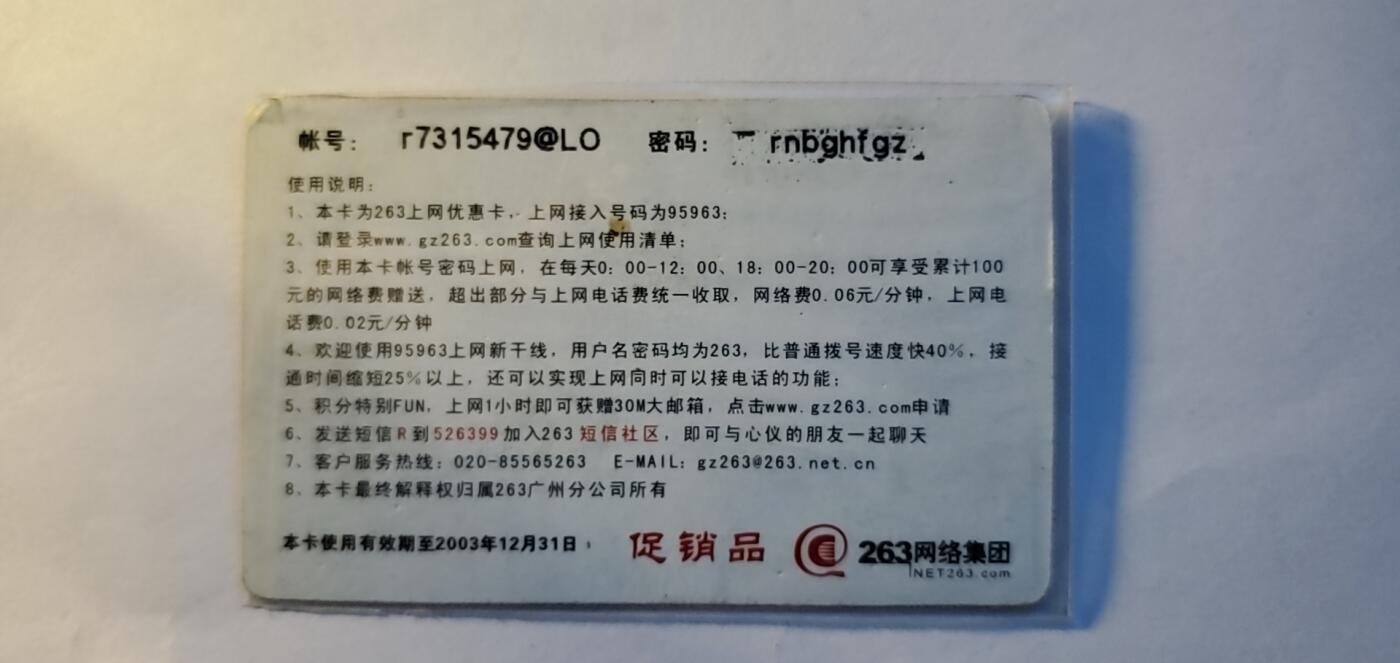 帐号： r7315479@LO 密码： rnbghfgz
使用说明：
1、本卡为263上网优惠卡，上网接入号码为95963；
2、请登录www.gz263.com查询上网使用清单；
3、使用本卡帐号密码上网，在每天0：00-12：00、18：00-20：00可享受累计100
元的网络费赠送，超出部分与上网电话费统一收取，网络费0.06元/分钟，上网电
话费0.02元/分钟
4、欢迎使用95963上网新干线，用户名密码均为263，比普通拨号速度快40%，接
通时间缩短25%以上，还可以实现上网同时可以接电话的功能；
5、积分特别FUN，上网1小时即可获赠30M大邮箱，点击www.gz263.com申请
6、发送短信R到526399加入263短信社区，即可与心仪的朋友一起聊天
7、客户服务热线：020-85565263 E-MAIL：gz263@263.net.cn
8、本卡最终解释权归属263广州分公司所有
本卡使用有效期至2003年12月31日 促销品 263网络集团
NET263.com